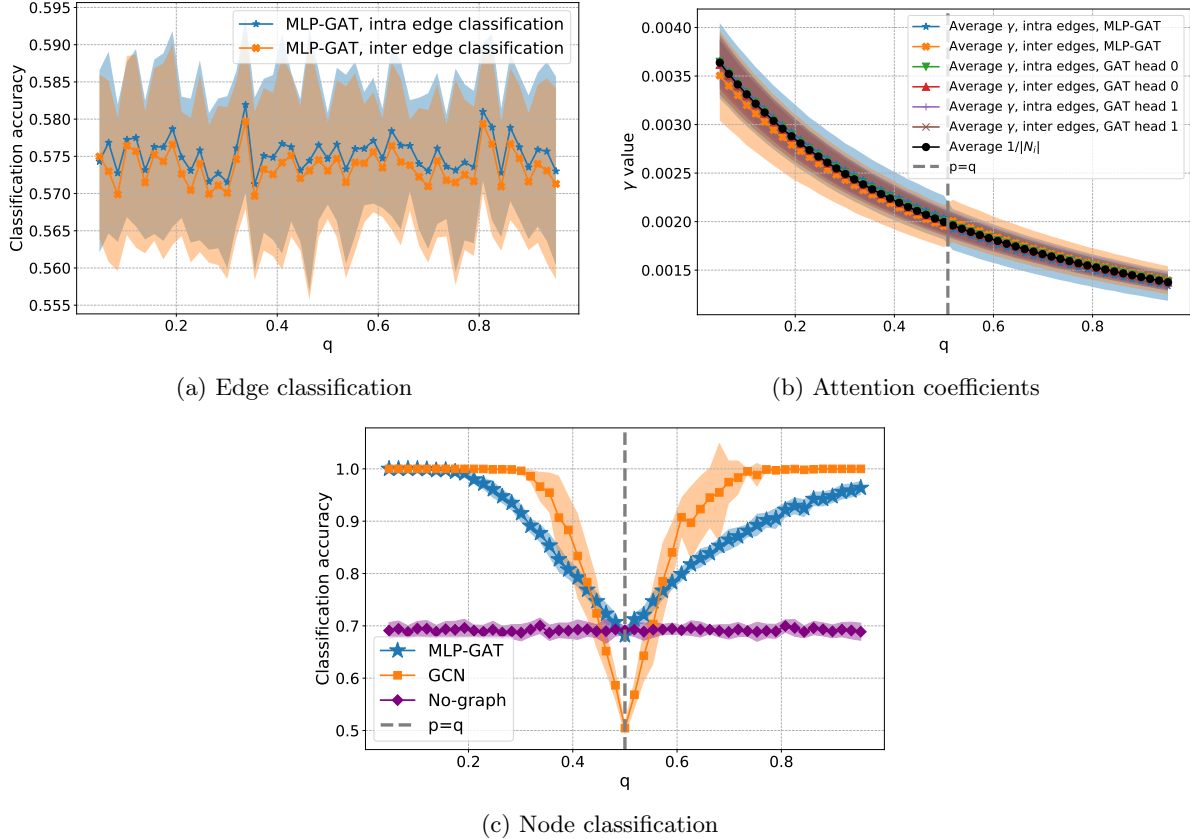 0.595
0.590
0.585
0.580
0.575
0.570
0.565
0.560
0.555
Classification accuracy
MLP-GAT, intra edge classification
MLP-GAT, inter edge classification
0.2
0.4
0.6
0.8
q
(a) Edge classification
0.0040
0.0035
0.0030
0.0025
0.0020
0.0015
γ value
Average γ, intra edges, MLP-GAT
Average γ, inter edges, MLP-GAT
Average γ, intra edges, GAT head 0
Average γ, inter edges, GAT head 0
Average γ, intra edges, GAT head 1
Average γ, inter edges, GAT head 1
Average 1/|Nᵢ|
p=q
0.2
0.4
0.6
0.8
q
(b) Attention coefficients
1.0
0.9
0.8
0.7
0.6
0.5
Classification accuracy
MLP-GAT
GCN
No-graph
p=q
0.2
0.4
0.6
0.8
q
(c) Node classification